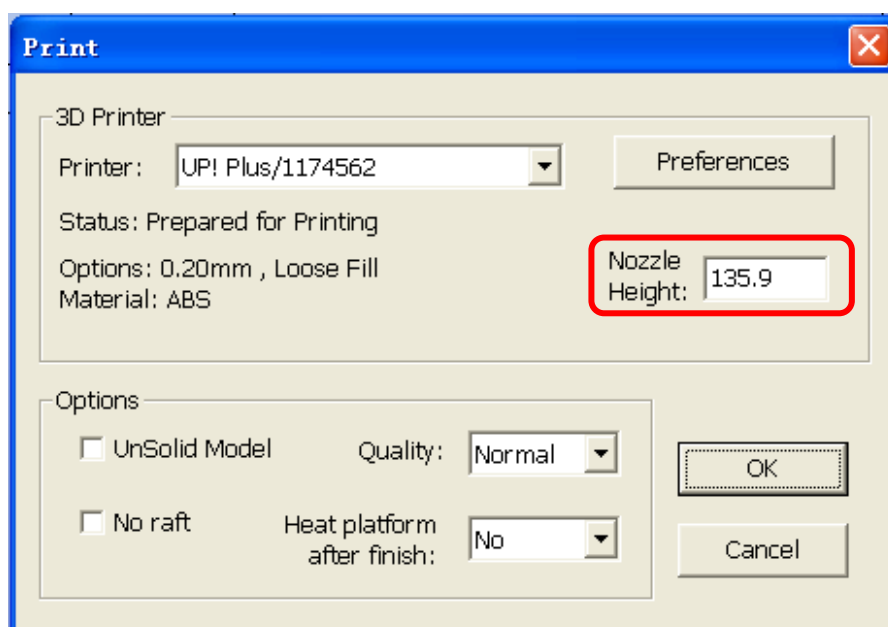 Print
3D Printer
Printer: UP! Plus/1174562
Preferences
Status: Prepared for Printing
Options: 0.20mm , Loose Fill
Material: ABS
Nozzle
Height: 135.9
Options
UnSolid Model
Quality: Normal
OK
No raft
Heat platform
after finish: No
Cancel